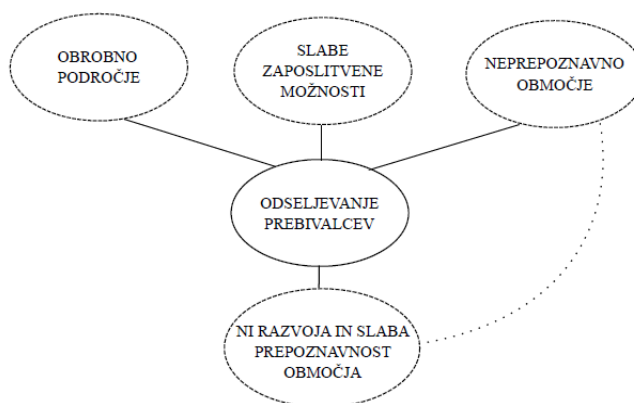 OBROBNO
PODROČJE
SLABE
ZAPOSLITVENE
MOŽNOSTI
NEPREPOZNAVNO
OBMOČJE
ODSELJEVANJE
PREBIVALCEV
NI RAZVOJA IN SLABA
PREPOZNAVNOST
OBMOČJA